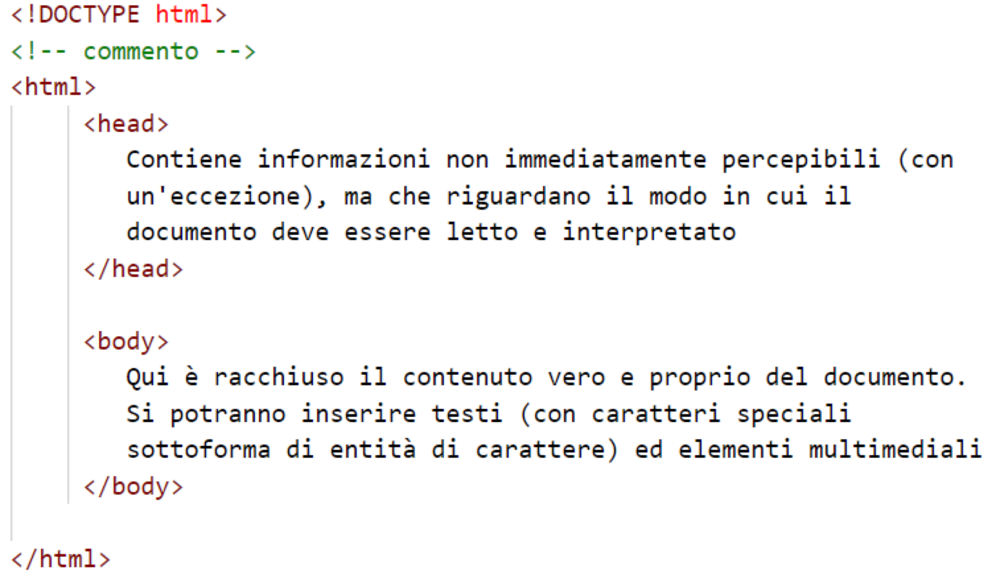 <!DOCTYPE html>
<!-- commento -->
<html>
<head>
Contiene informazioni non immediatamente percepibili (con
un'eccezione), ma che riguardano il modo in cui il
documento deve essere letto e interpretato
</head>
<body>
Qui è racchiuso il contenuto vero e proprio del documento.
Si potranno inserire testi (con caratteri speciali
sottoforma di entità di carattere) ed elementi multimediali
</body>
</html>